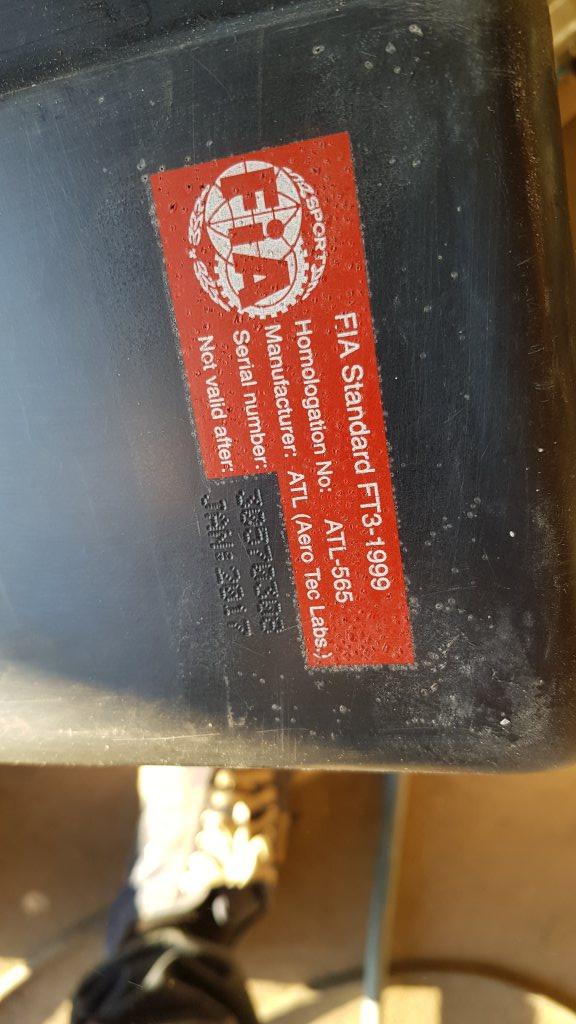 FIA SPORT
FIA Standard FT3-1999
Homologation No: ATL-565
Manufacturer: ATL (Aero Tec Labs.)
Serial number:
Not valid after: JAN: 2017